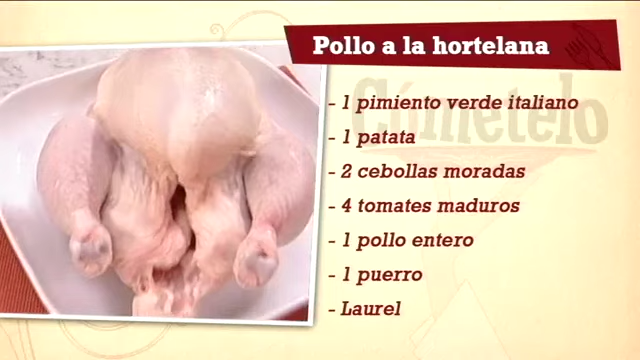 Pollo a la hortelana
Cómetelo
- 1 pimiento verde italiano
- 1 patata
- 2 cebollas moradas
- 4 tomates maduros
- 1 pollo entero
- 1 puerro
- Laurel